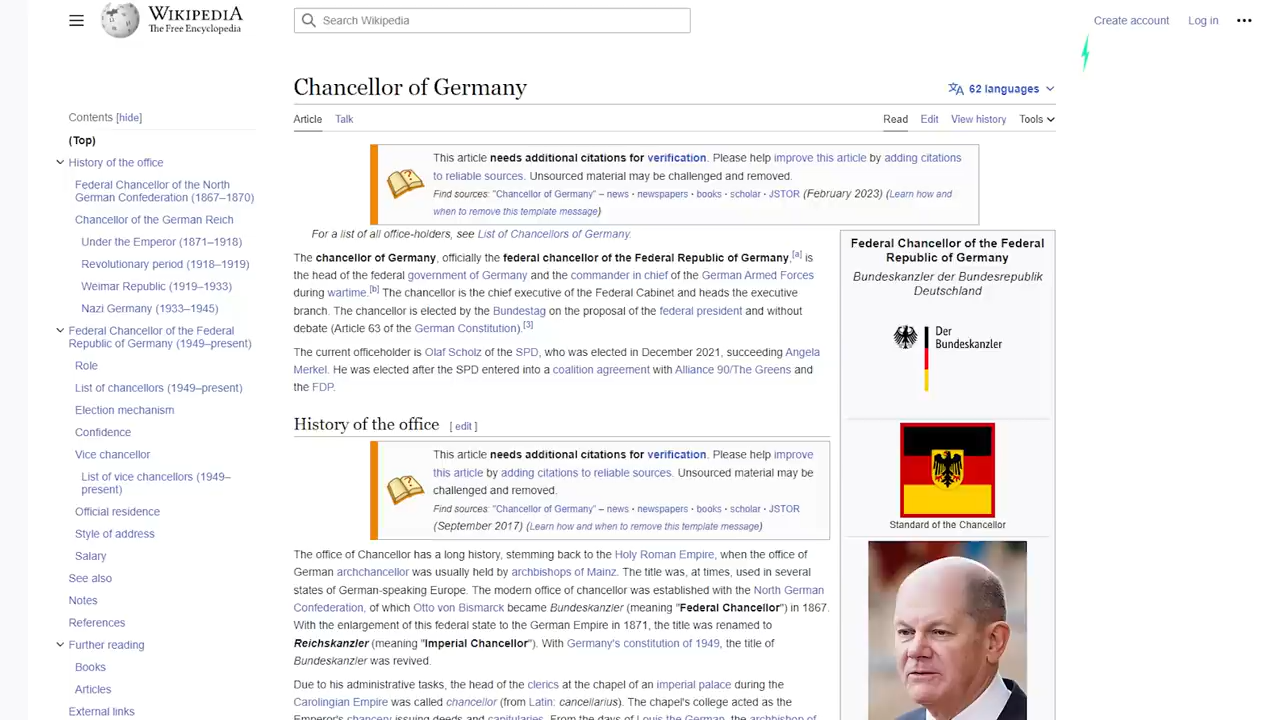 WIKIPEDIA
The Free Encyclopedia
Search Wikipedia
Create account
Log in
Contents [hide]
(Top)
History of the office
Federal Chancellor of the North
German Confederation (1867–1870)
Chancellor of the German Reich
Under the Emperor (1871–1918)
Revolutionary period (1918–1919)
Weimar Republic (1919–1933)
Nazi Germany (1933–1945)
Federal Chancellor of the Federal
Republic of Germany (1949–present)
Role
List of chancellors (1949–present)
Election mechanism
Confidence
Vice chancellor
List of vice chancellors (1949–
present)
Official residence
Style of address
Salary
See also
Notes
References
Further reading
Books
Articles
External links
Chancellor of Germany
62 languages
Article
Talk
Read
Edit
View history
Tools
This article needs additional citations for verification. Please help improve this article by adding citations
to reliable sources. Unsourced material may be challenged and removed.
Find sources: "Chancellor of Germany" – news · newspapers · books · scholar · JSTOR (February 2023) (Learn how and
when to remove this template message)
For a list of all office-holders, see List of Chancellors of Germany.
The chancellor of Germany, officially the federal chancellor of the Federal Republic of Germany,[a] is
the head of the federal government of Germany and the commander in chief of the German Armed Forces
during wartime.[b] The chancellor is the chief executive of the Federal Cabinet and heads the executive
branch. The chancellor is elected by the Bundestag on the proposal of the federal president and without
debate (Article 63 of the German Constitution).[3]
The current officeholder is Olaf Scholz of the SPD, who was elected in December 2021, succeeding Angela
Merkel. He was elected after the SPD entered into a coalition agreement with Alliance 90/The Greens and
the FDP.
History of the office [ edit ]
This article needs additional citations for verification. Please help improve
this article by adding citations to reliable sources. Unsourced material may be
challenged and removed.
Find sources: "Chancellor of Germany" – news · newspapers · books · scholar · JSTOR
(September 2017) (Learn how and when to remove this template message)
The office of Chancellor has a long history, stemming back to the Holy Roman Empire, when the office of
German archchancellor was usually held by archbishops of Mainz. The title was, at times, used in several
states of German-speaking Europe. The modern office of chancellor was established with the North German
Confederation, of which Otto von Bismarck became Bundeskanzler (meaning "Federal Chancellor") in 1867.
With the enlargement of this federal state to the German Empire in 1871, the title was renamed to
Reichskanzler (meaning "Imperial Chancellor"). With Germany's constitution of 1949, the title of
Bundeskanzler was revived.
Due to his administrative tasks, the head of the clerics at the chapel of an imperial palace during the
Carolingian Empire was called chancellor (from Latin: cancellarius). The chapel's college acted as the
Emperor's chancery issuing deeds and capitularies. From the days of Louis the German, the archbishop of
Federal Chancellor of the Federal
Republic of Germany
Bundeskanzler der Bundesrepublik
Deutschland
Der
Bundeskanzler
Standard of the Chancellor